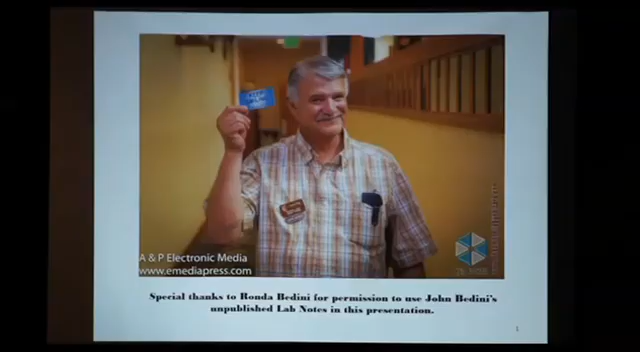 A & P Electronic Media
www.emediapress.com
Special thanks to Ronda Bedini for permission to use John Bedini's
unpublished Lab Notes in this presentation.
1